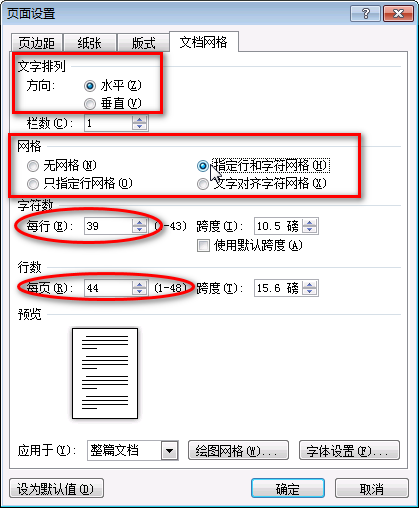 页面设置
页边距 纸张 版式 文档网格
文字排列
方向: 水平(Z)
垂直(V)
栏数(C): 1
网格
无网格(N) 指定行和字符网格(H)
只指定行网格(O) 文字对齐字符网格(X)
字符数
每行(E): 39 (1-43) 跨度(I): 10.5 磅
使用默认跨度(A)
行数
每页(R): 44 (1-48) 跨度(T): 15.6 磅
预览
应用于(Y): 整篇文档 绘图网格(W)... 字体设置(F)...
设为默认值(D) 确定 取消